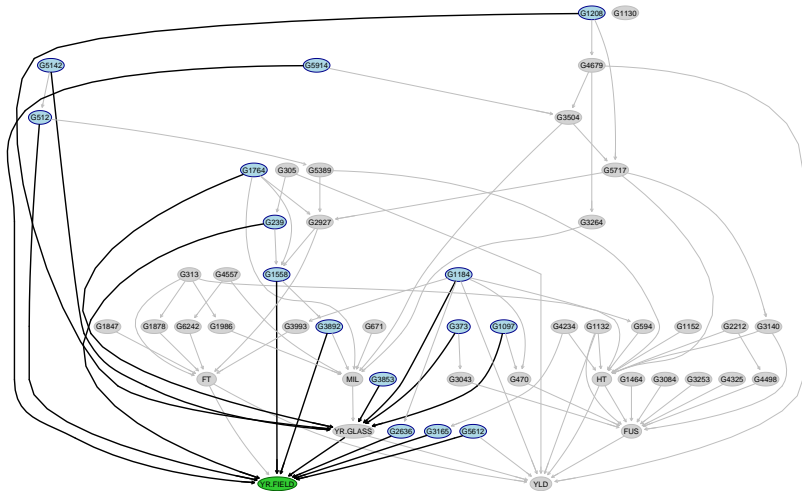 G1208 G1130
G5142 G5914 G4679
G512 G3504
G1764 G305 G5389 G5717
G239 G2927 G3264
G313 G4557 G1558 G1184
G1847 G1878 G6242 G1986 G3993 G3892 G671 G373 G1097 G4234 G1132 G594 G1152 G2212 G3140
FT MIL G3853 G3043 G470 HT G1464 G3084 G3253 G4325 G4498
YR.GLASS G2636 G3165 G5612 FUS
YR.FIELD YLD